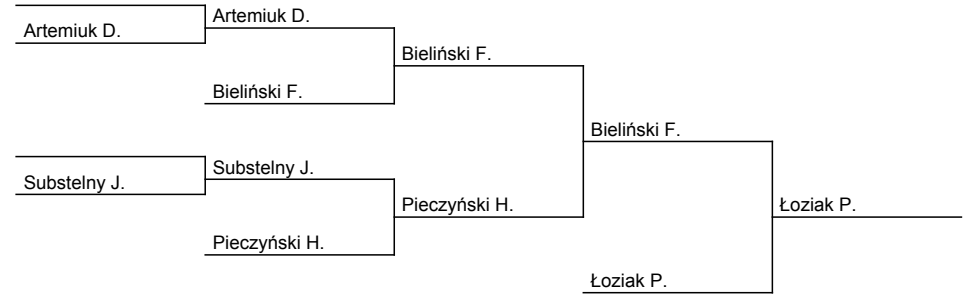 Artemiuk D.
Artemiuk D.
Bieliński F.
Bieliński F.
Bieliński F.
Substelny J.
Substelny J.
Pieczyński H.
Łoziak P.
Pieczyński H.
Łoziak P.